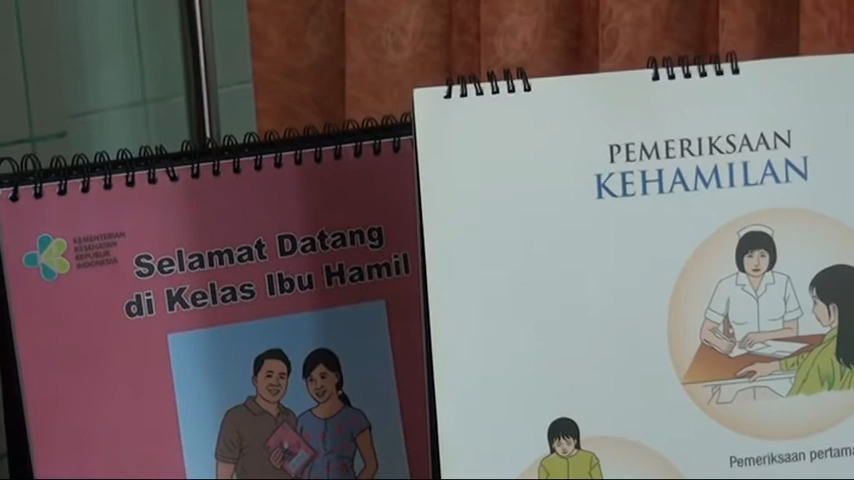 KEMENTERIAN
KESEHATAN
REPUBLIK
INDONESIA
Selamat Datang
di Kelas Ibu Hamil
PEMERIKSAAN
KEHAMILAN
Pemeriksaan pertama